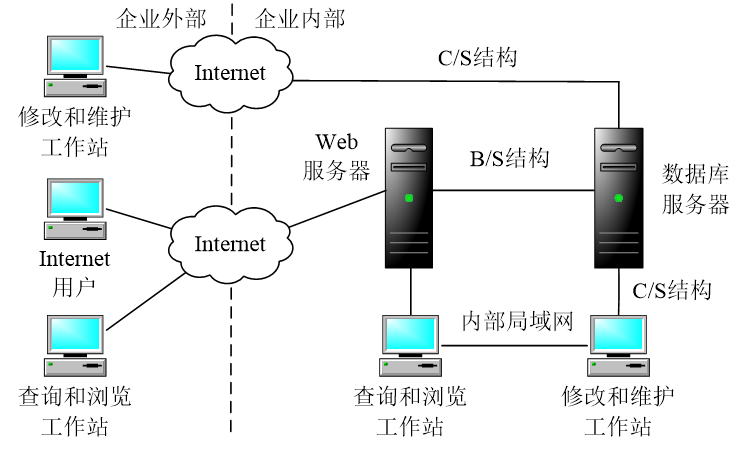 企业外部
企业内部
Internet
C/S结构
修改和维护
工作站
Web
服务器
B/S结构
数据库
服务器
Internet
Internet
用户
C/S结构
内部局域网
查询和浏览
工作站
查询和浏览
工作站
修改和维护
工作站